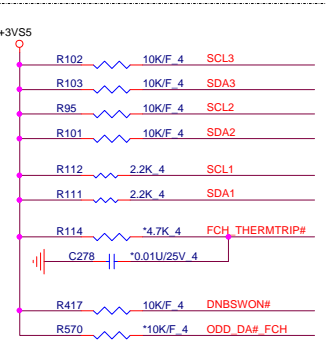 +3VS5
R102 10K/F_4 SCL3
R103 10K/F_4 SDA3
R95 10K/F_4 SCL2
R101 10K/F_4 SDA2
R112 2.2K_4 SCL1
R111 2.2K_4 SDA1
R114 *4.7K_4 FCH_THERMTRIP#
C278 *0.01U/25V_4
R417 10K/F_4 DNBSWON#
R570 *10K/F_4 ODD_DA#_FCH